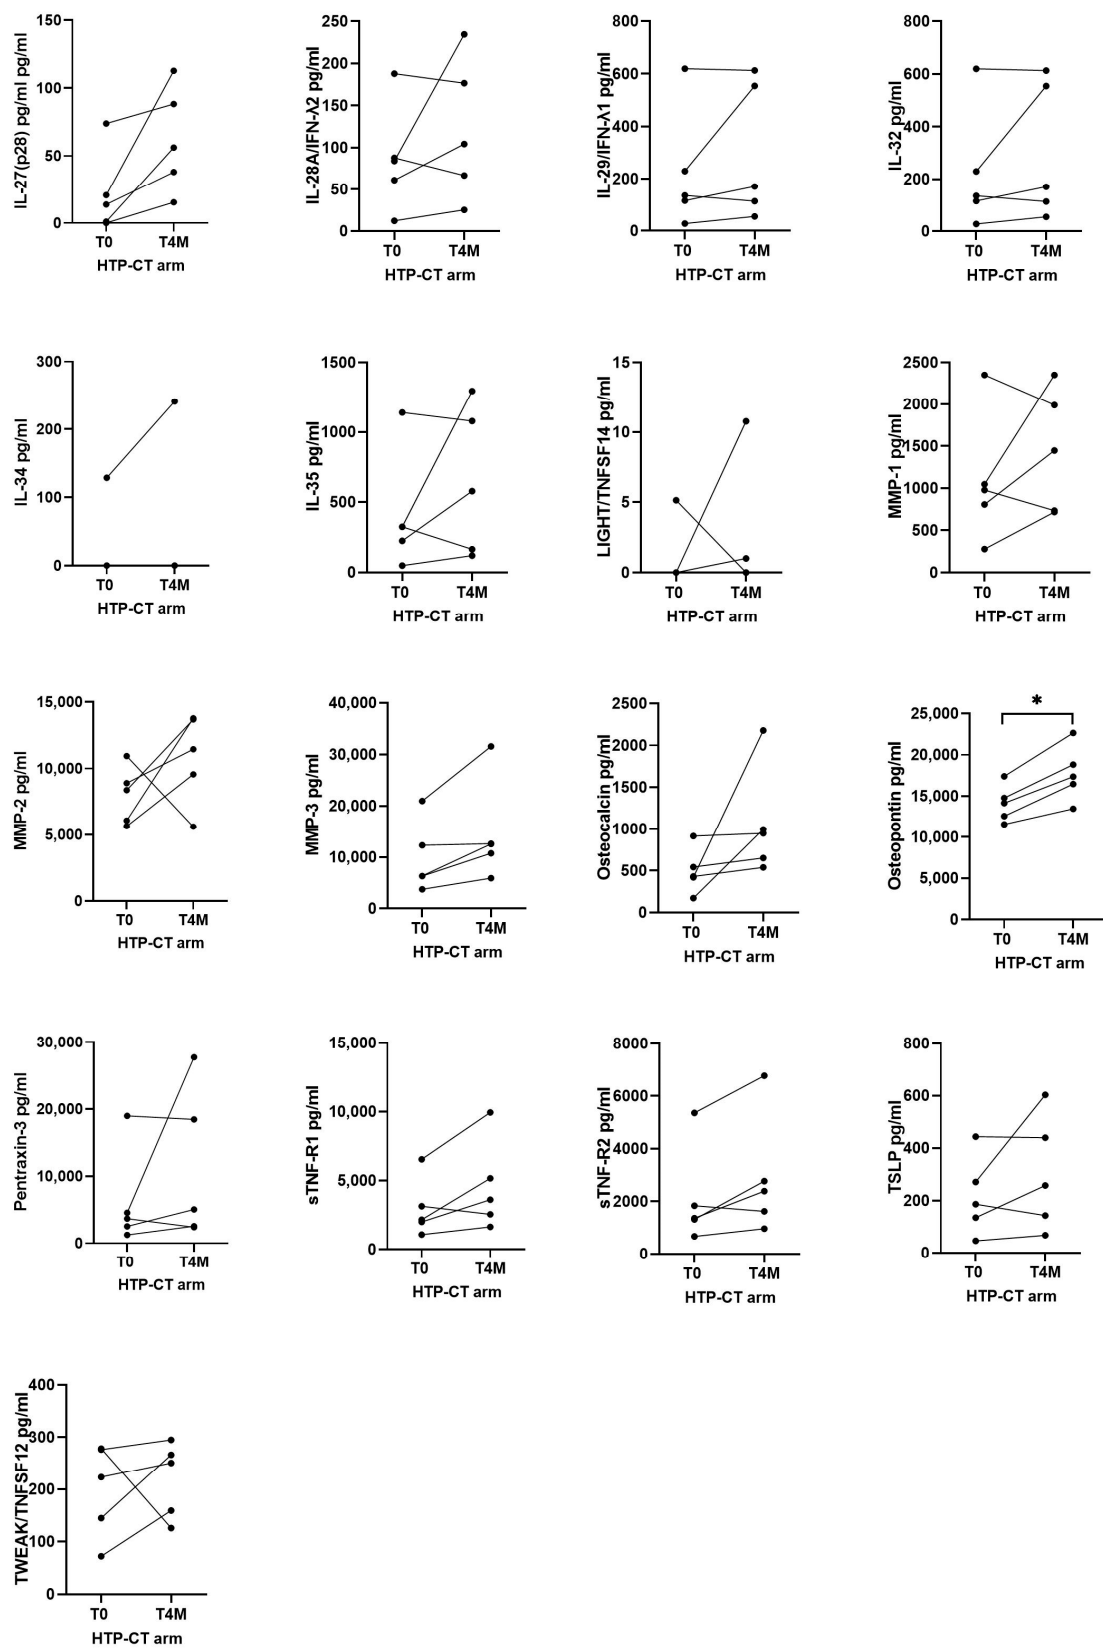 IL-27(p28) pg/ml pg/ml
150
100
50
0
T0 T4M
HTP-CT arm
IL-28A/IFN-λ2 pg/ml
250
200
150
100
50
0
T0 T4M
HTP-CT arm
IL-29/IFN-λ1 pg/ml
800
600
400
200
0
T0 T4M
HTP-CT arm
IL-32 pg/ml
800
600
400
200
0
T0 T4M
HTP-CT arm
IL-34 pg/ml
300
200
100
0
T0 T4M
HTP-CT arm
IL-35 pg/ml
1500
1000
500
0
T0 T4M
HTP-CT arm
LIGHT/TNFSF14 pg/ml
15
10
5
0
T0 T4M
HTP-CT arm
MMP-1 pg/ml
2500
2000
1500
1000
500
0
T0 T4M
HTP-CT arm
MMP-2 pg/ml
15,000
10,000
5,000
0
T0 T4M
HTP-CT arm
MMP-3 pg/ml
40,000
30,000
20,000
10,000
0
T0 T4M
HTP-CT arm
Osteocalcin pg/ml
2500
2000
1500
1000
500
0
T0 T4M
HTP-CT arm
Osteopontin pg/ml
*
25,000
20,000
15,000
10,000
5,000
0
T0 T4M
HTP-CT arm
Pentraxin-3 pg/ml
30,000
20,000
10,000
0
T0 T4M
HTP-CT arm
sTNF-R1 pg/ml
15,000
10,000
5,000
0
T0 T4M
HTP-CT arm
sTNF-R2 pg/ml
8000
6000
4000
2000
0
T0 T4M
HTP-CT arm
TSLP pg/ml
800
600
400
200
0
T0 T4M
HTP-CT arm
TWEAK/TNFSF12 pg/ml
400
300
200
100
0
T0 T4M
HTP-CT arm